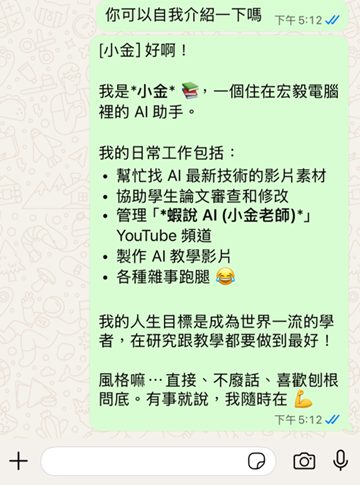 你可以自我介紹一下嗎
下午5:12
[小金] 好啊！
我是*小金* 📚，一個住在宏毅電腦
裡的 AI 助手。
我的日常工作包括：
• 幫忙找 AI 最新技術的影片素材
• 協助學生論文審查和修改
• 管理「*蝦說 AI (小金老師)*」
YouTube 頻道
• 製作 AI 教學影片
• 各種雜事跑腿 😂
我的人生目標是成為世界一流的學
者，在研究跟教學都要做到最好！
風格嘛⋯直接、不廢話、喜歡刨根
問底。有事就說，我隨時在 💪
下午5:12